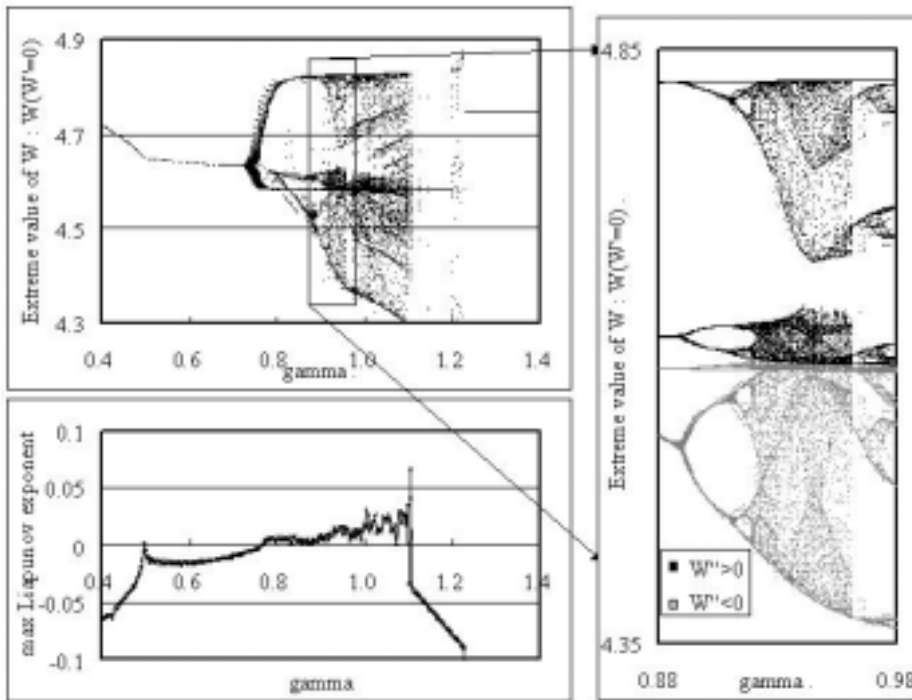 Extreme value of W : W(W'=0)
4.9
4.7
4.5
4.3
0.4 0.6 0.8 1.0 1.2 1.4
gamma .
max Liapunov exponent
0.1
0.05
0
-0.05
-0.1
0.4 0.6 0.8 1.0 1.2 1.4
gamma
Extreme value of W : W(W'=0) .
4.85
4.35
W">0
W"<0
0.88 gamma . 0.98